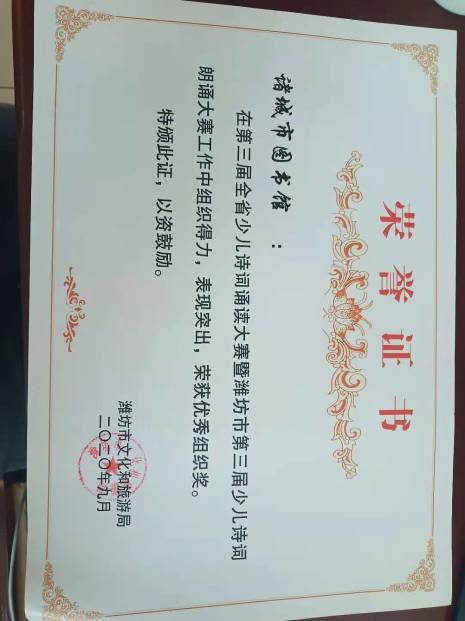 荣誉证书
诸城市图书馆：
在第三届全省少儿诗词诵读大赛暨潍坊市第三届少儿诗词
朗诵大赛工作中组织得力，表现突出，荣获优秀组织奖。
特颁此证，以资鼓励。
潍坊市文化和旅游局
二〇二〇年九月